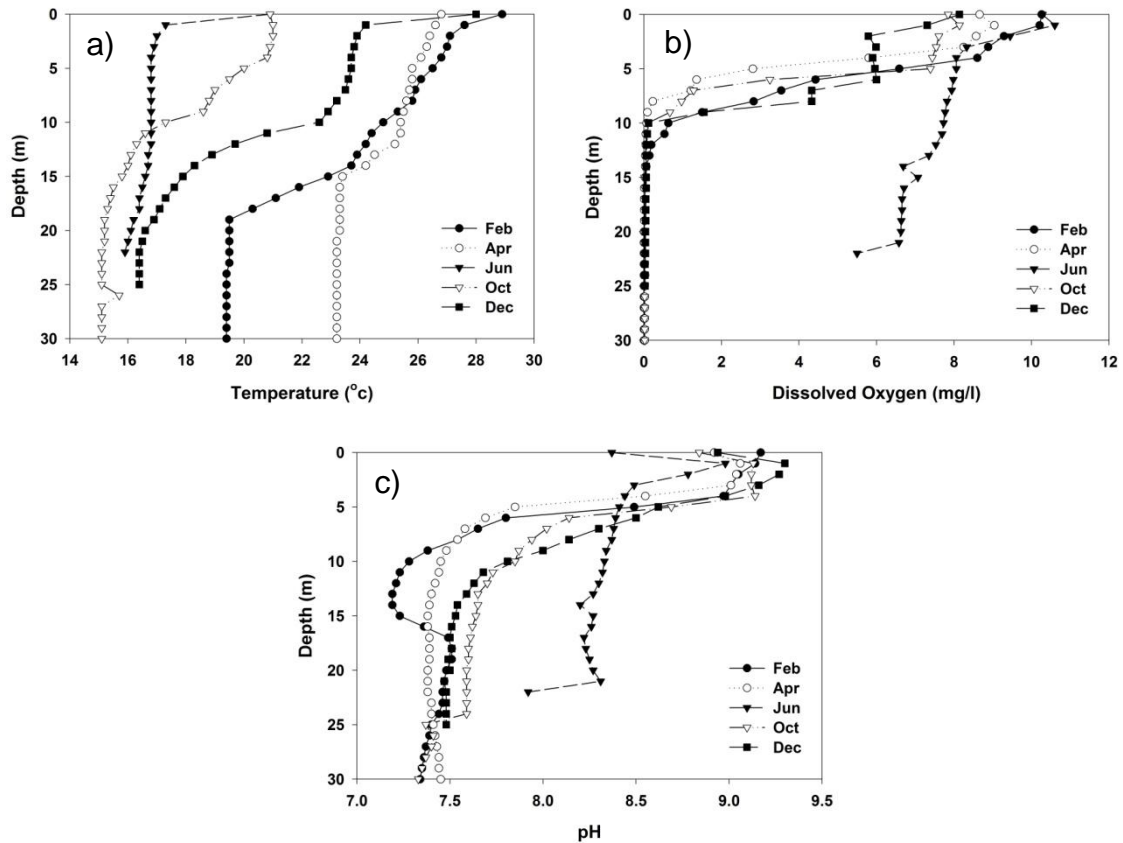 a)
0
5
10
15
20
25
30
Depth (m)
Feb
Apr
Jun
Oct
Dec
14 16 18 20 22 24 26 28 30
Temperature (°c)
b)
0
5
10
15
20
25
30
Depth (m)
Feb
Apr
Jun
Oct
Dec
0 2 4 6 8 10 12
Dissolved Oxygen (mg/l)
c)
0
5
10
15
20
25
30
Depth (m)
Feb
Apr
Jun
Oct
Dec
7.0 7.5 8.0 8.5 9.0 9.5
pH